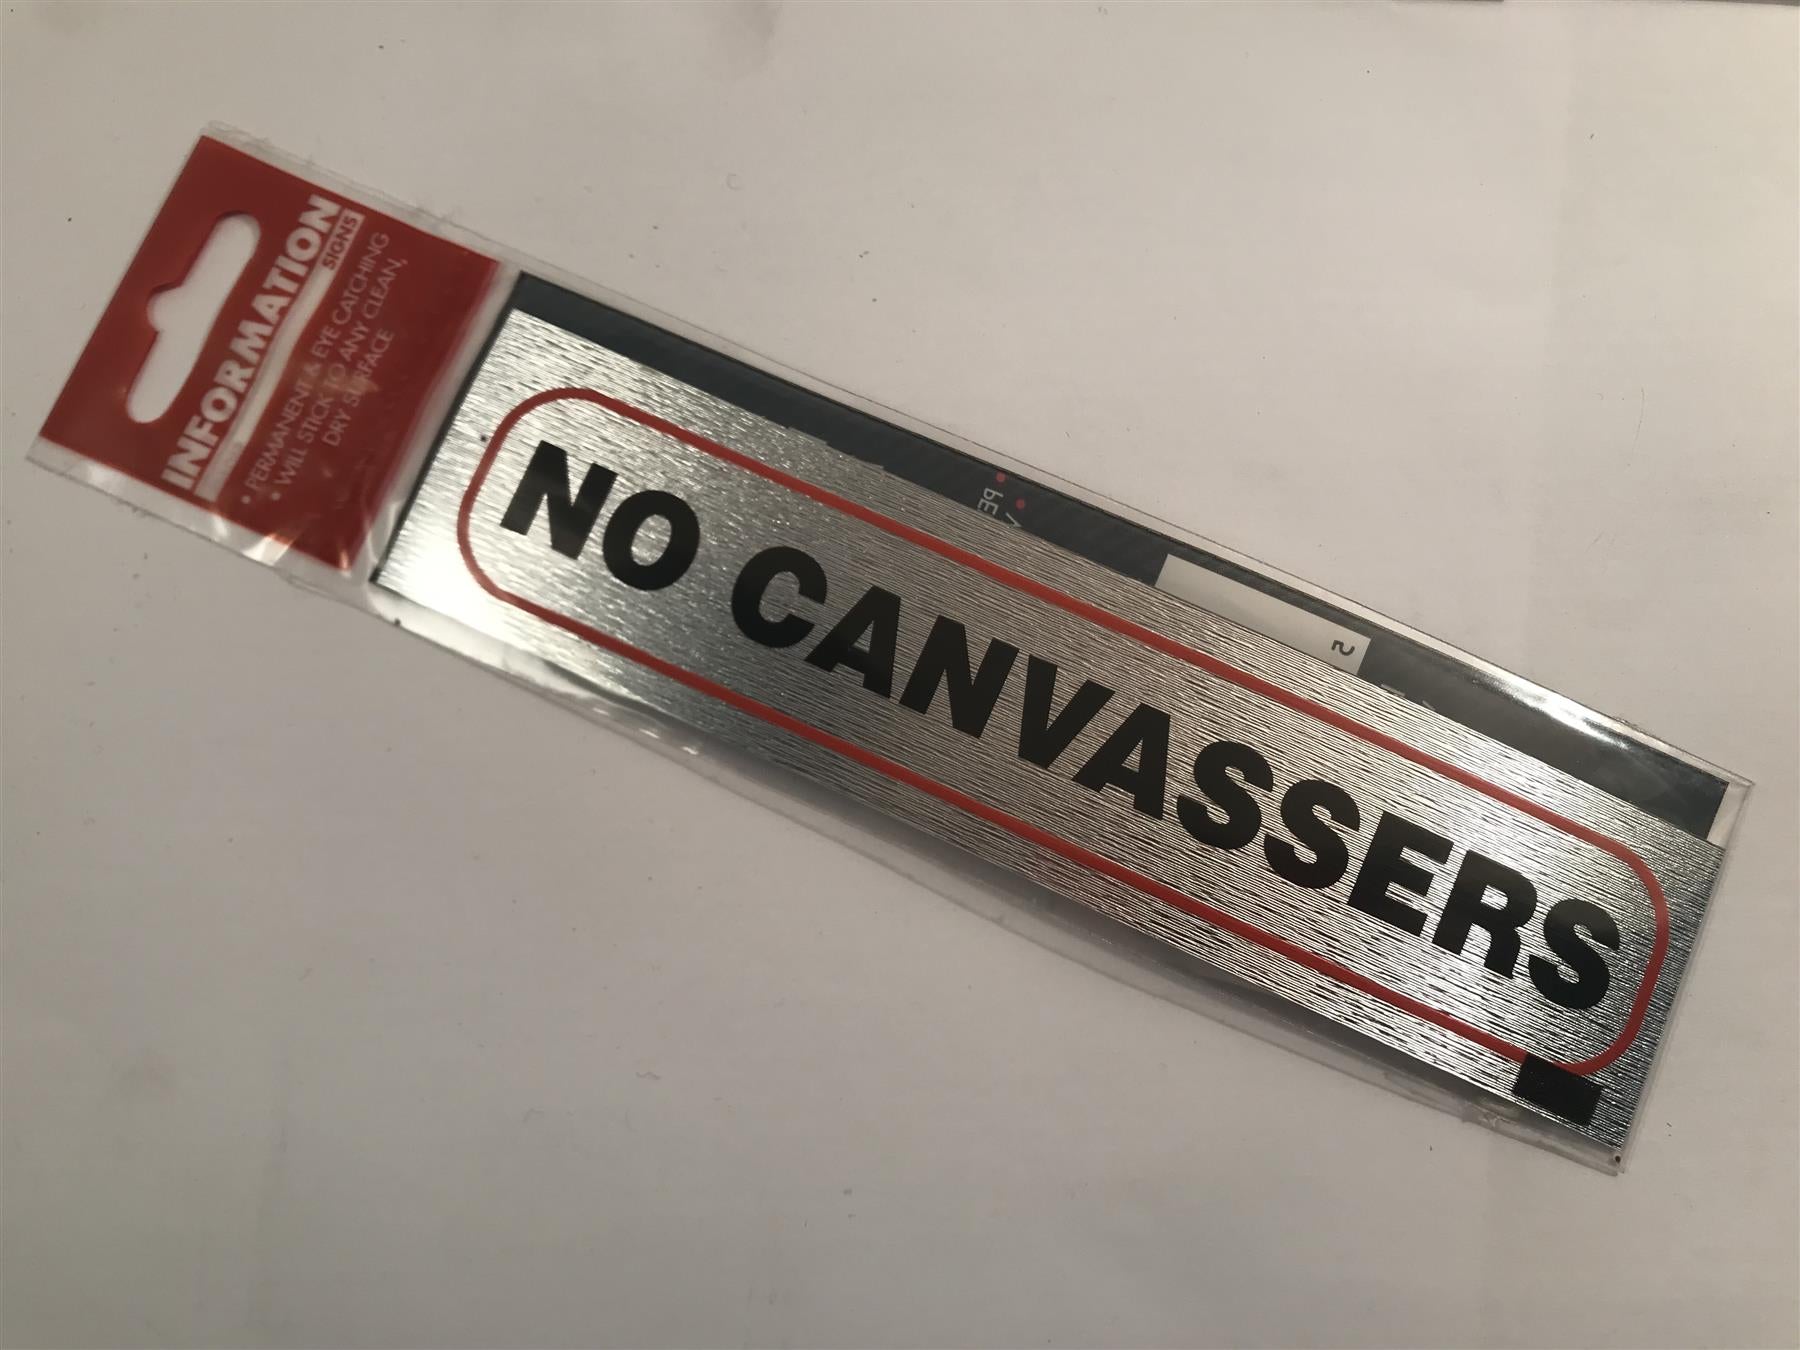 INFORMATION
SIGNS
• PERMANENT & EYE CATCHING
• WILL STICK TO ANY CLEAN,
DRY SURFACE
NO CANVASSERS